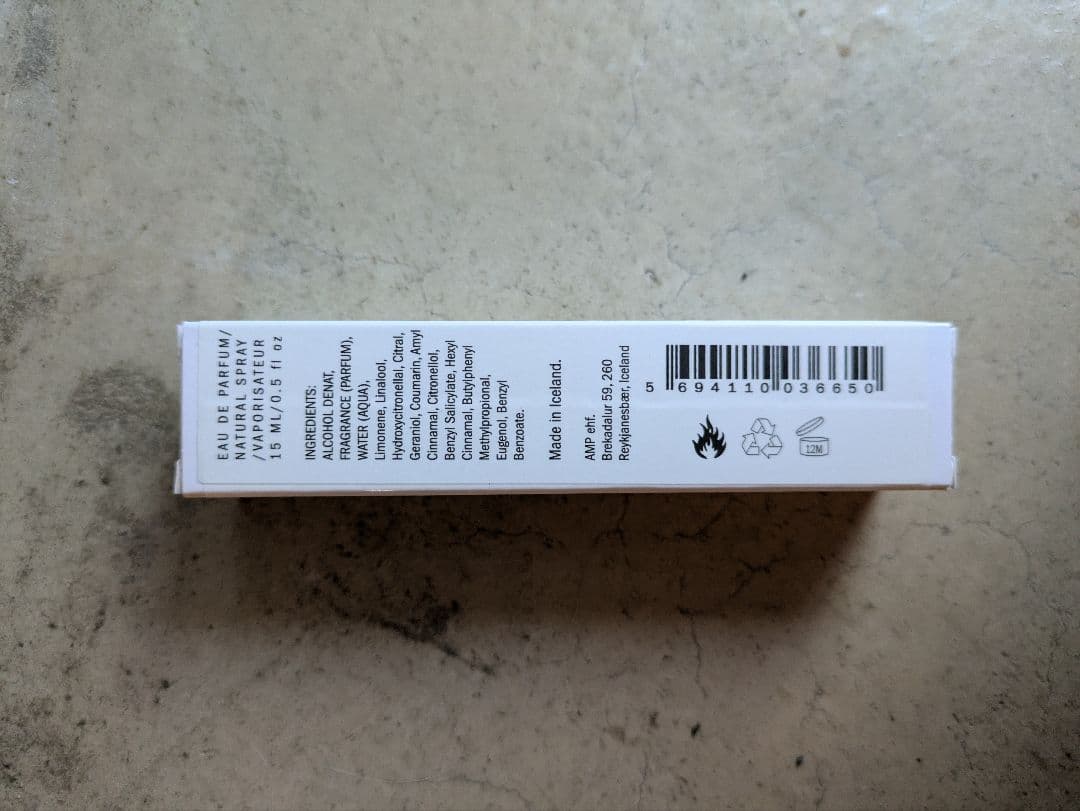 EAU DE PARFUM/
NATURAL SPRAY
/VAPORISATEUR
15 ML/0.5 fl oz
INGREDIENTS:
ALCOHOL DENAT,
FRAGRANCE (PARFUM),
WATER (AQUA),
Limonene, Linalool,
Hydroxycitronellal, Citral,
Geraniol, Coumarin, Amyl
Cinnamal, Citronellol,
Benzyl Salicylate, Hexyl
Cinnamal, Butylphenyl
Methylpropional,
Eugenol, Benzyl
Benzoate.
Made in Iceland.
AMP ehf.
Brekadalur 59, 260
Reykjanesbær, Iceland
5 694110 036650
12M